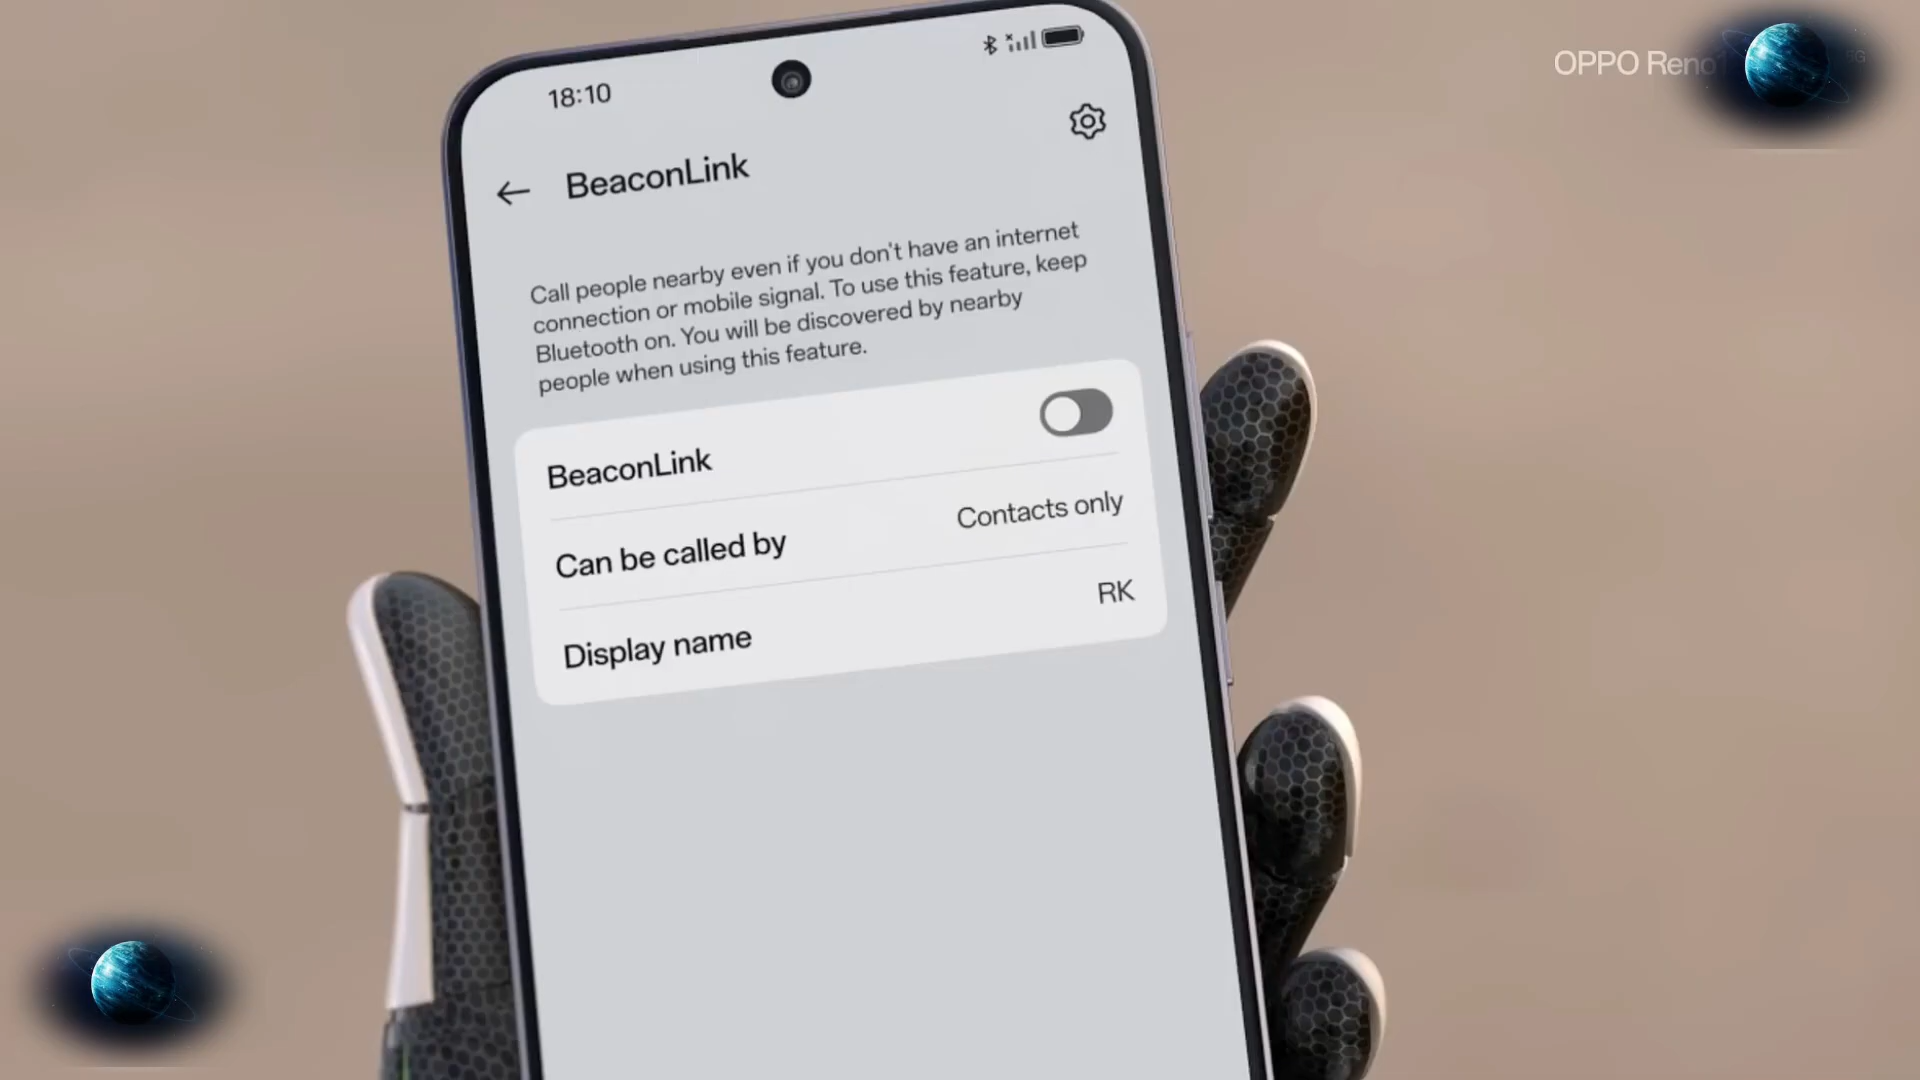 OPPO Reno
5G
18:10
BeaconLink
Call people nearby even if you don't have an internet
connection or mobile signal. To use this feature, keep
Bluetooth on. You will be discovered by nearby
people when using this feature.
BeaconLink
Can be called by
Contacts only
Display name
RK